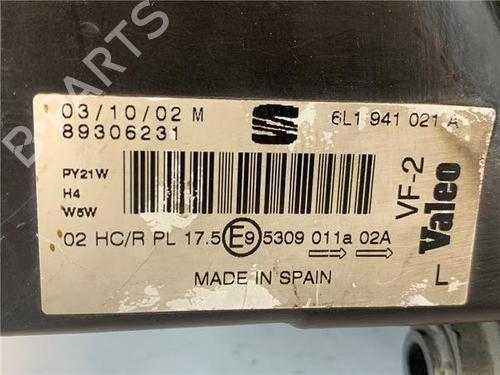 B-PARTS
03/10/02 M
89306231
6L1 941 021 A
PY21W
H4
W5W
VF-2
Valeo
02 HC/R PL 17.5 E9 5309 011a 02A
MADE IN SPAIN
L